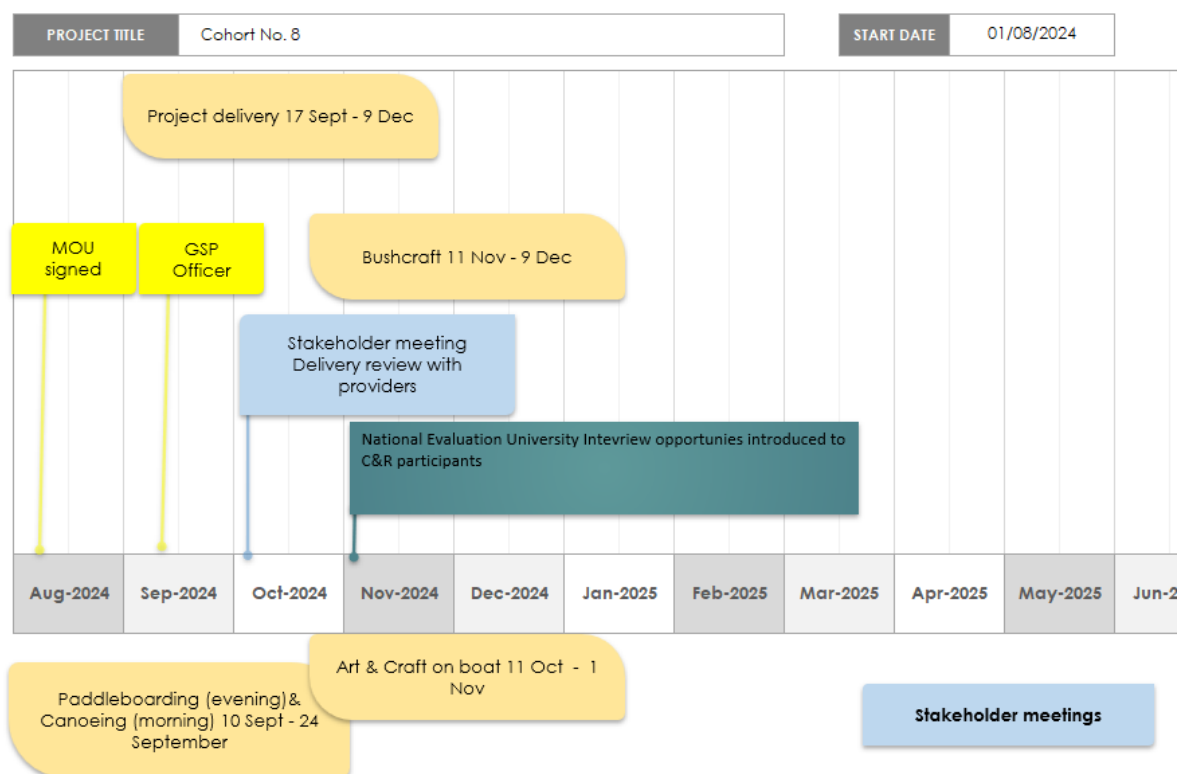 PROJECT TITLE
Cohort No. 8
START DATE
01/08/2024
Project delivery 17 Sept - 9 Dec
MOU
signed
GSP
Officer
Bushcraft 11 Nov - 9 Dec
Stakeholder meeting
Delivery review with
providers
National Evaluation University Intevriew opportunies introduced to
C&R participants
Aug-2024
Sep-2024
Oct-2024
Nov-2024
Dec-2024
Jan-2025
Feb-2025
Mar-2025
Apr-2025
May-2025
Jun-2
Art & Craft on boat 11 Oct - 1
Nov
Paddleboarding (evening)&
Canoeing (morning) 10 Sept - 24
September
Stakeholder meetings